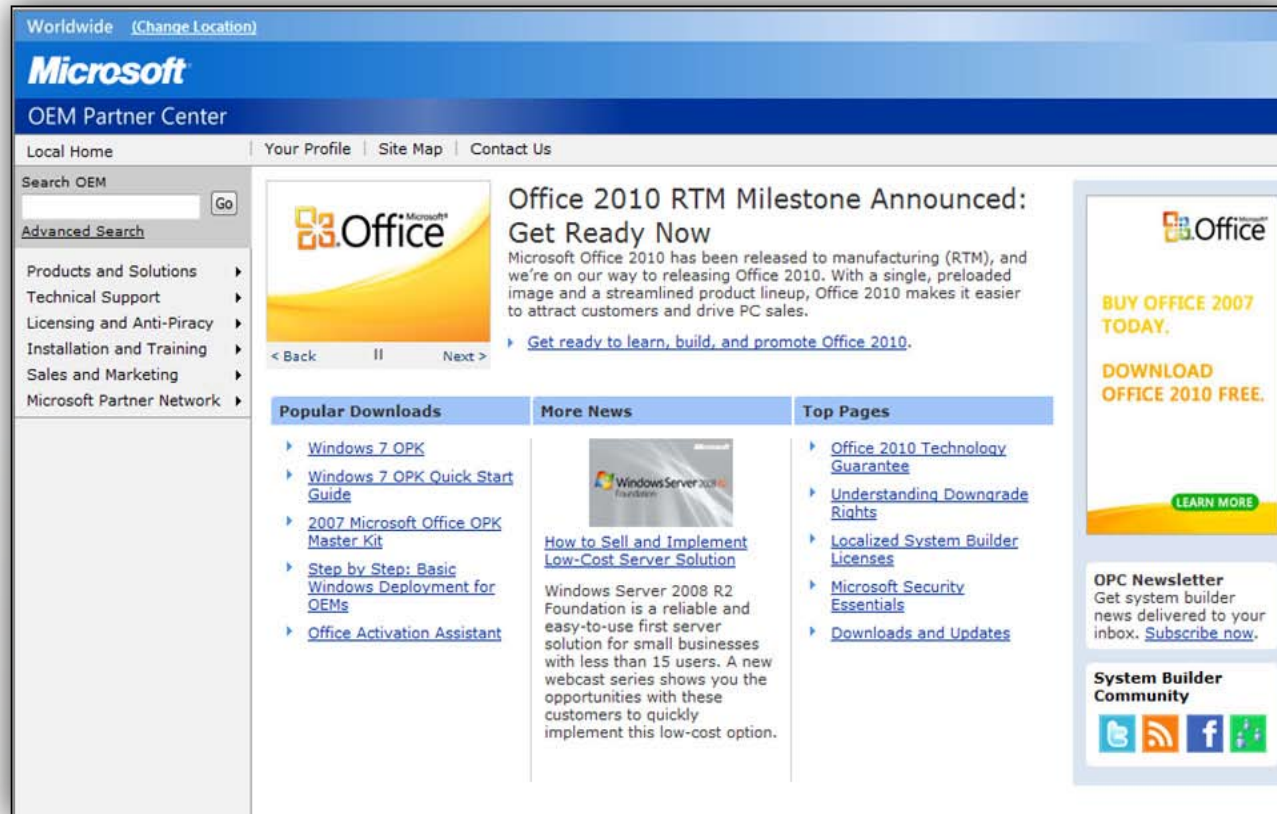 Worldwide (Change Location)
Microsoft
OEM Partner Center
Local Home
Your Profile | Site Map | Contact Us
Search OEM
Go
Advanced Search
Products and Solutions
Technical Support
Licensing and Anti-Piracy
Installation and Training
Sales and Marketing
Microsoft Partner Network
Microsoft®
Office
< Back II Next >
Office 2010 RTM Milestone Announced:
Get Ready Now
Microsoft Office 2010 has been released to manufacturing (RTM), and
we're on our way to releasing Office 2010. With a single, preloaded
image and a streamlined product lineup, Office 2010 makes it easier
to attract customers and drive PC sales.
Get ready to learn, build, and promote Office 2010.
Popular Downloads
Windows 7 OPK
Windows 7 OPK Quick Start
Guide
2007 Microsoft Office OPK
Master Kit
Step by Step: Basic
Windows Deployment for
OEMs
Office Activation Assistant
More News
Microsoft
Windows Server 2008 R2
Foundation
How to Sell and Implement
Low-Cost Server Solution
Windows Server 2008 R2
Foundation is a reliable and
easy-to-use first server
solution for small businesses
with less than 15 users. A new
webcast series shows you the
opportunities with these
customers to quickly
implement this low-cost option.
Top Pages
Office 2010 Technology
Guarantee
Understanding Downgrade
Rights
Localized System Builder
Licenses
Microsoft Security
Essentials
Downloads and Updates
Microsoft®
Office
BUY OFFICE 2007
TODAY.
DOWNLOAD
OFFICE 2010 FREE.
LEARN MORE
OPC Newsletter
Get system builder
news delivered to your
inbox. Subscribe now.
System Builder
Community